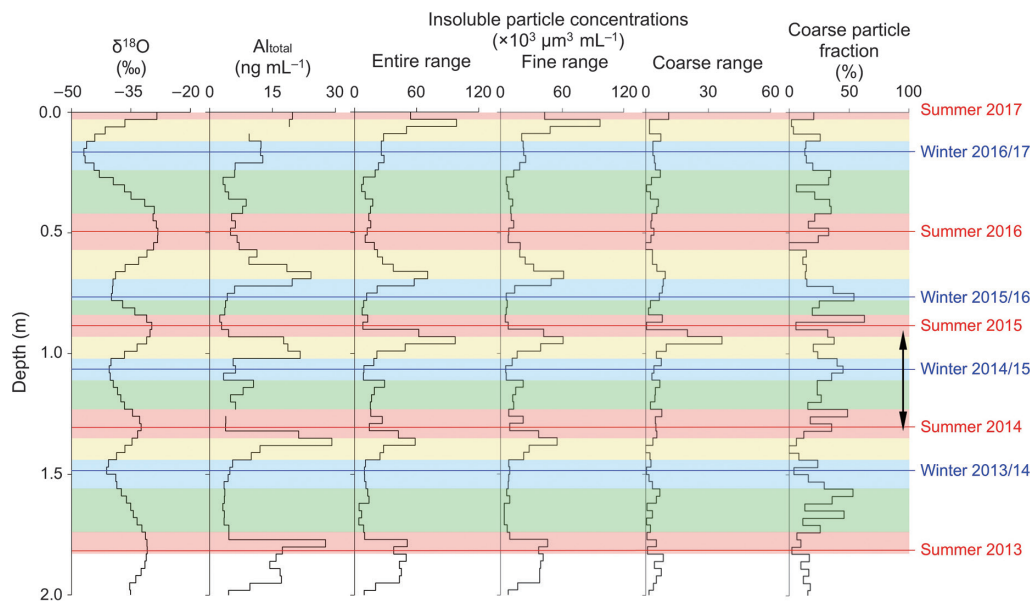 Insoluble particle concentrations
(×10³ µm³ mL⁻¹)
Coarse particle
fraction
(%)
δ¹⁸O
(‰)
Al_total
(ng mL⁻¹)
Entire range
Fine range
Coarse range
−50 −35 −20 0 15 30 0 60 120 0 60 120 0 30 60 0 50 100
0.0
0.5
1.0
1.5
2.0
Depth (m)
Summer 2017
Winter 2016/17
Summer 2016
Winter 2015/16
Summer 2015
Winter 2014/15
Summer 2014
Winter 2013/14
Summer 2013